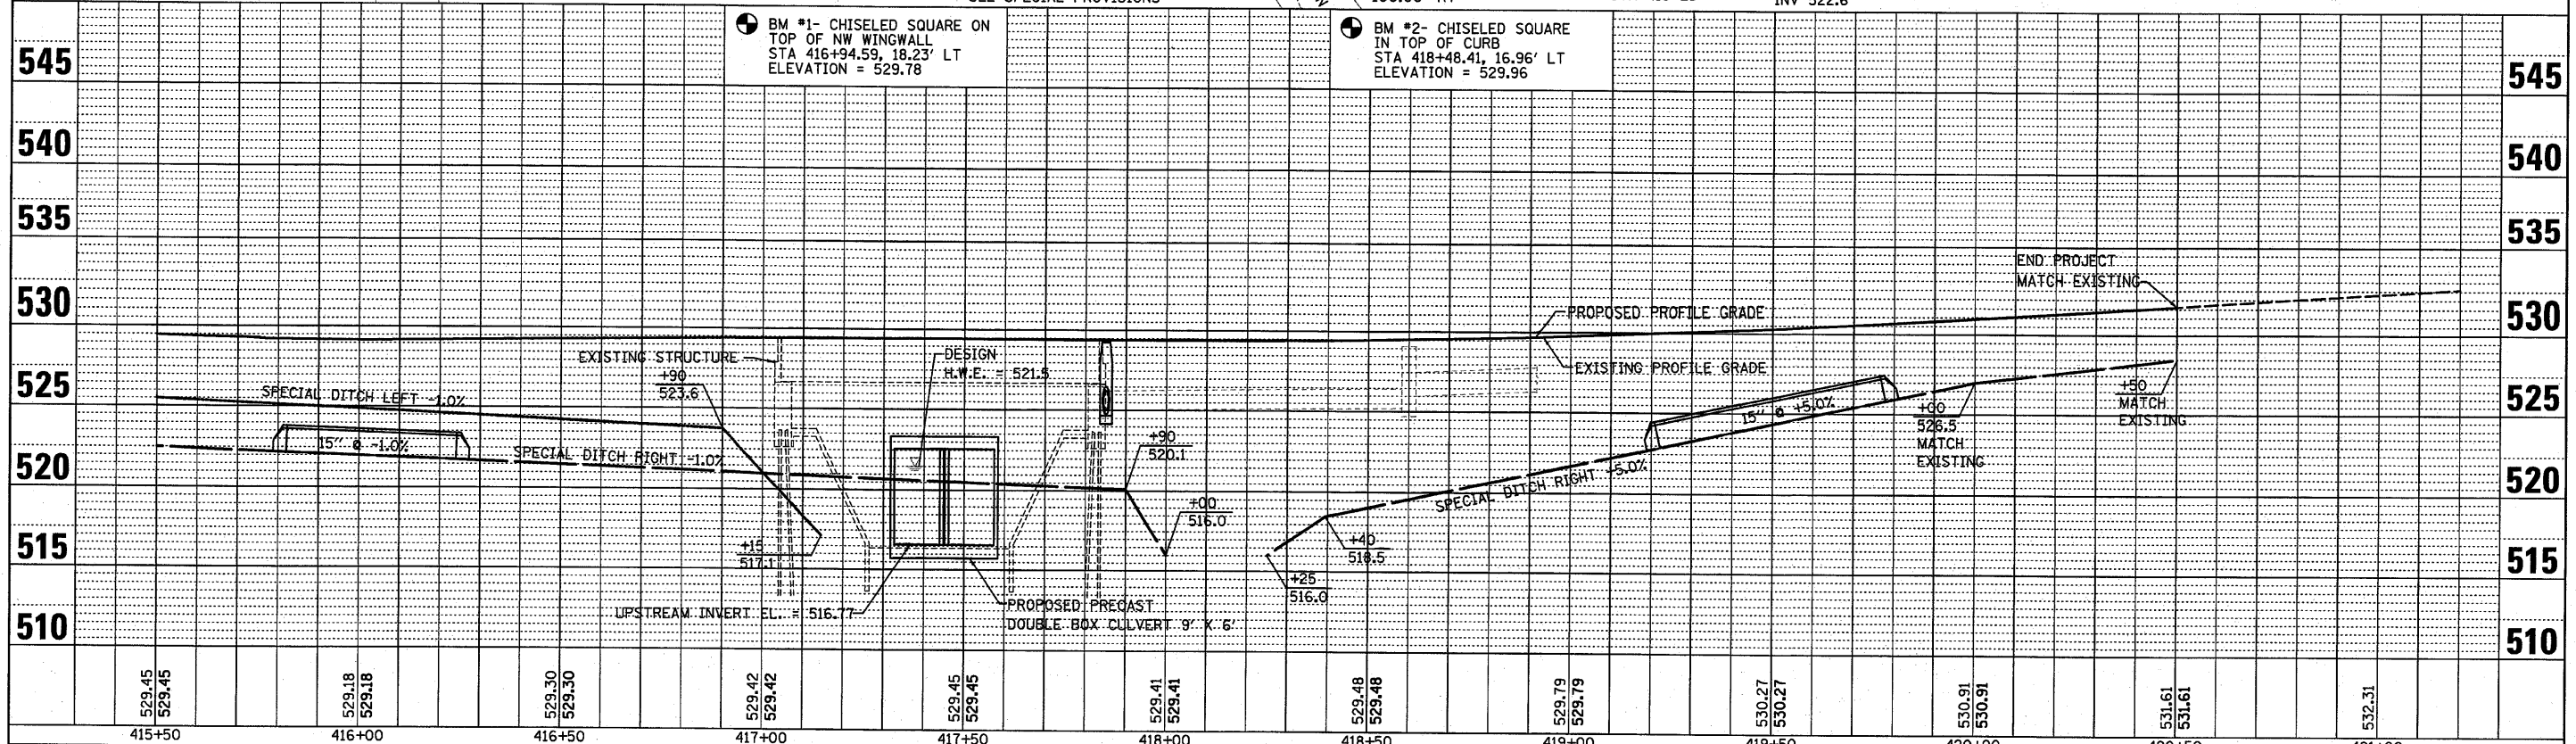 SEE SPECIAL PROVISIONS
INV 522.6
BM #1- CHISELED SQUARE ON
TOP OF NW WINGWALL
STA 416+94.59, 18.23' LT
ELEVATION = 529.78
BM #2- CHISELED SQUARE
IN TOP OF CURB
STA 418+48.41, 16.96' LT
ELEVATION = 529.96
545
545
540
540
535
535
END PROJECT
MATCH EXISTING
530
530
PROPOSED PROFILE GRADE
EXISTING STRUCTURE
DESIGN
H.W.E. = 521.5
EXISTING PROFILE GRADE
525
525
SPECIAL DITCH LEFT -1.0%
+90
523.6
15" @ +5.0%
+00
526.5
MATCH
EXISTING
+50
MATCH
EXISTING
15" @ -1.0%
SPECIAL DITCH RIGHT -1.0%
+90
520.1
520
520
SPECIAL DITCH RIGHT +5.0%
+00
516.0
+15
517.1
+40
518.5
515
515
+25
516.0
UPSTREAM INVERT EL. = 516.77
PROPOSED PRECAST
DOUBLE BOX CULVERT 9' X 6'
510
510
529.45
529.45
529.18
529.18
529.30
529.30
529.42
529.42
529.45
529.45
529.41
529.41
529.48
529.48
529.79
529.79
530.27
530.27
530.91
530.91
531.61
531.61
532.31
415+50
416+00
416+50
417+00
417+50
418+00
418+50
419+00
419+50
420+00
420+50
421+00